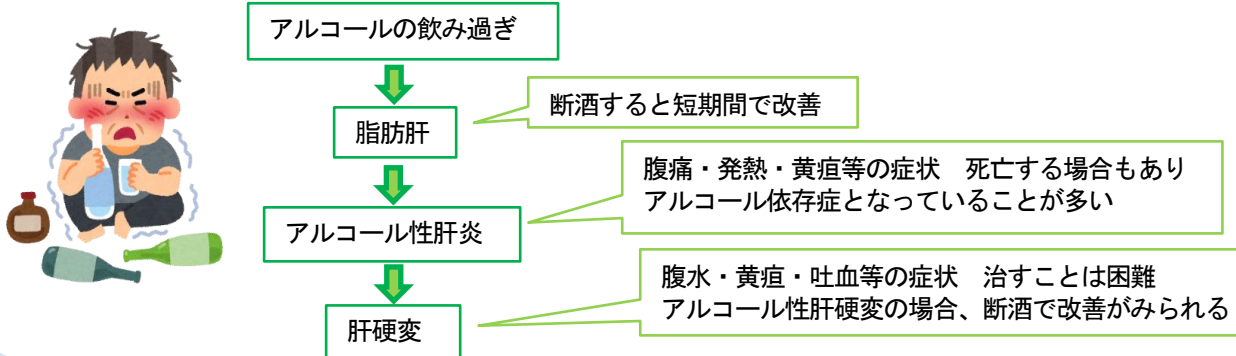 アルコールの飲み過ぎ
脂肪肝
断酒すると短期間で改善
アルコール性肝炎
腹痛・発熱・黄疸等の症状　死亡する場合もあり
アルコール依存症となっていることが多い
肝硬変
腹水・黄疸・吐血等の症状　治すことは困難
アルコール性肝硬変の場合、断酒で改善がみられる